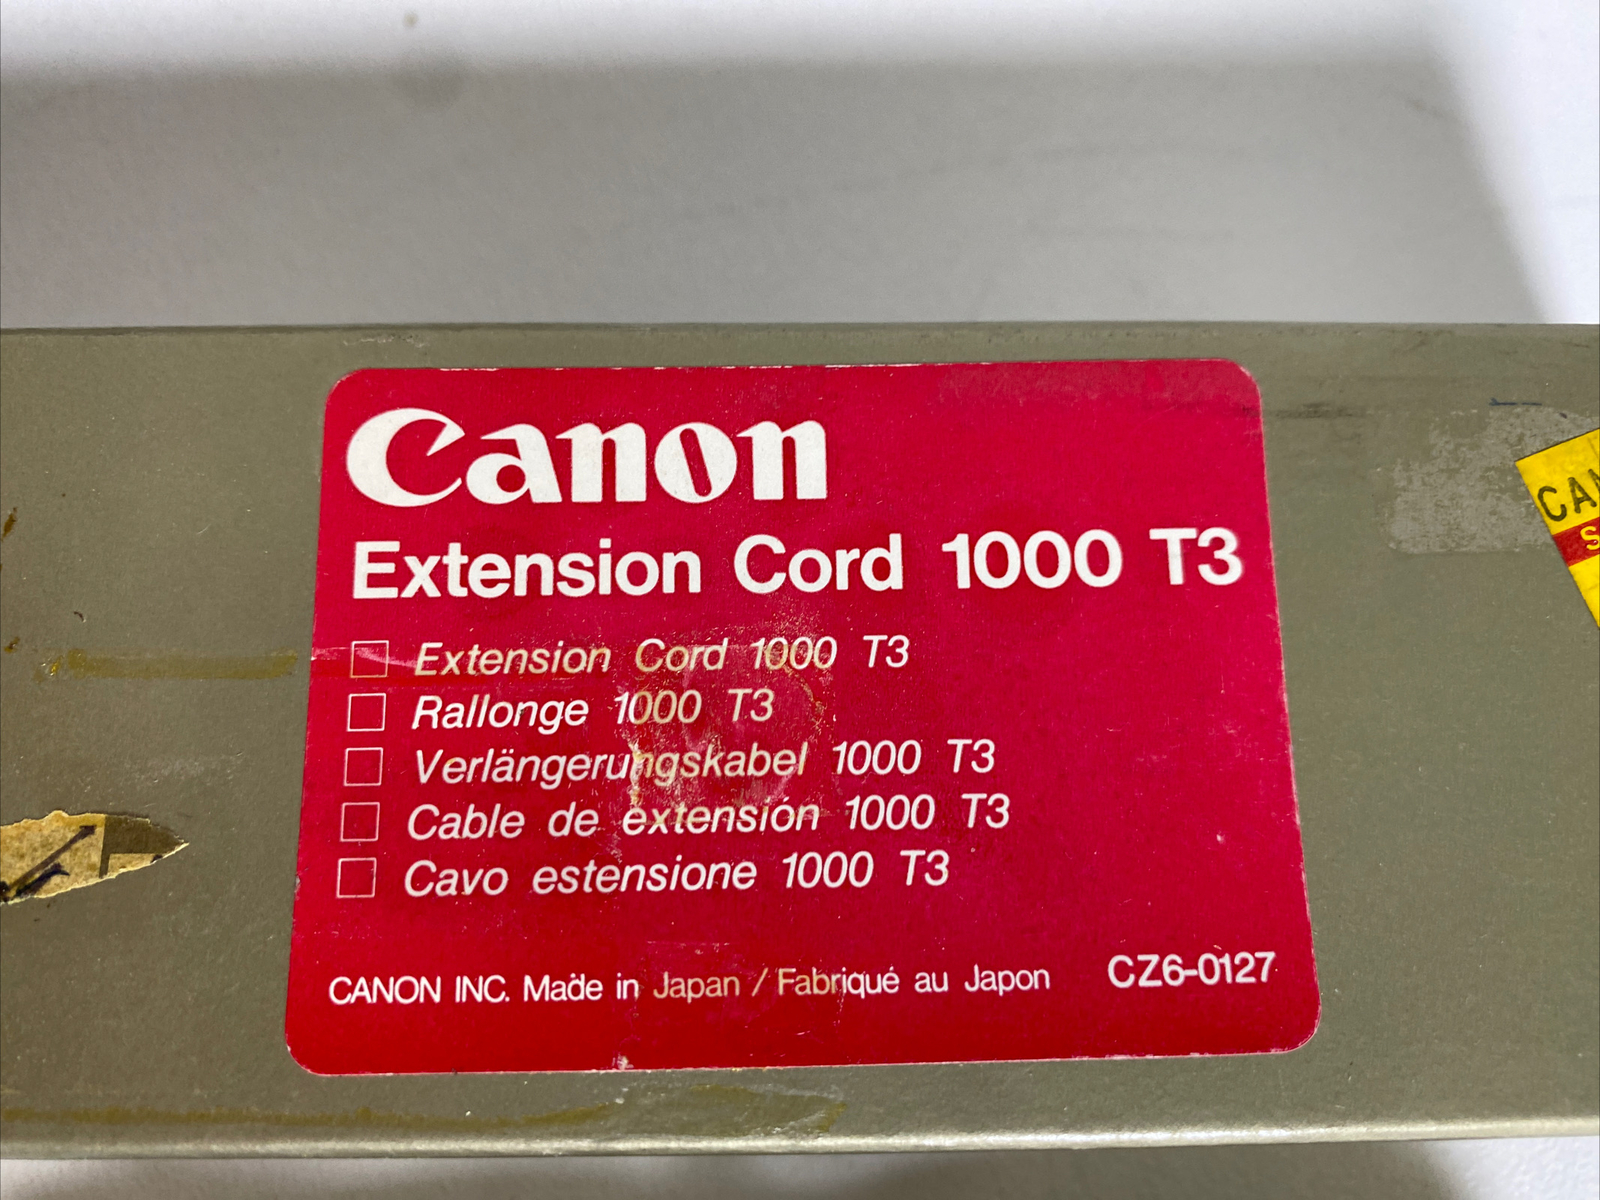 Canon
Extension Cord 1000 T3
Extension Cord 1000 T3
Rallonge 1000 T3
Verlängerungskabel 1000 T3
Cable de extensión 1000 T3
Cavo estensione 1000 T3
CANON INC. Made in Japan / Fabriqué au Japon CZ6-0127